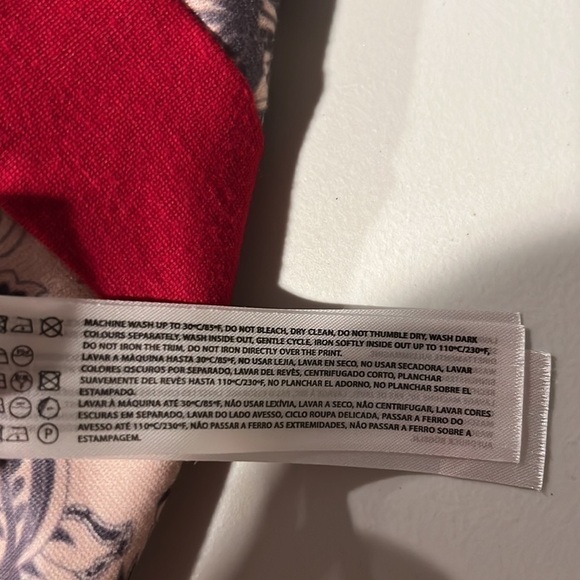 MACHINE WASH UP TO 30ºC/85ºF, DO NOT BLEACH, DRY CLEAN, DO NOT THUMBLE DRY, WASH DARK
COLOURS SEPARATELY, WASH INSIDE OUT, GENTLE CYCLE, IRON SOFTLY INSIDE OUT UP TO 110ºC/230ºF,
DO NOT IRON THE TRIM, DO NOT IRON DIRECTLY OVER THE PRINT.
LAVAR A MÁQUINA HASTA 30ºC/85ºF, NO USAR LEJIA, LAVAR EN SECO, NO USAR SECADORA, LAVAR
COLORES OSCUROS POR SEPARADO, LAVAR DEL REVÉS, CENTRIFUGADO CORTO, PLANCHAR
SUAVEMENTE DEL REVÉS HASTA 110ºC/230ºF, NO PLANCHAR EL ADORNO, NO PLANCHAR SOBRE EL
ESTAMPADO.
LAVAR À MÁQUINA ATÉ 30ºC/85ºF, NÃO USAR LEXÍVIA, LAVAR A SECO, NÃO CENTRIFUGAR, LAVAR CORES
ESCURAS EM SEPARADO, LAVAR DO LADO AVESSO, CICLO ROUPA DELICADA, PASSAR A FERRO DO
AVESSO ATÉ 110ºC/230ºF, NÃO PASSAR A FERRO AS EXTREMIDADES, NÃO PASSAR A FERRO SOBRE A
ESTAMPAGEM.
P